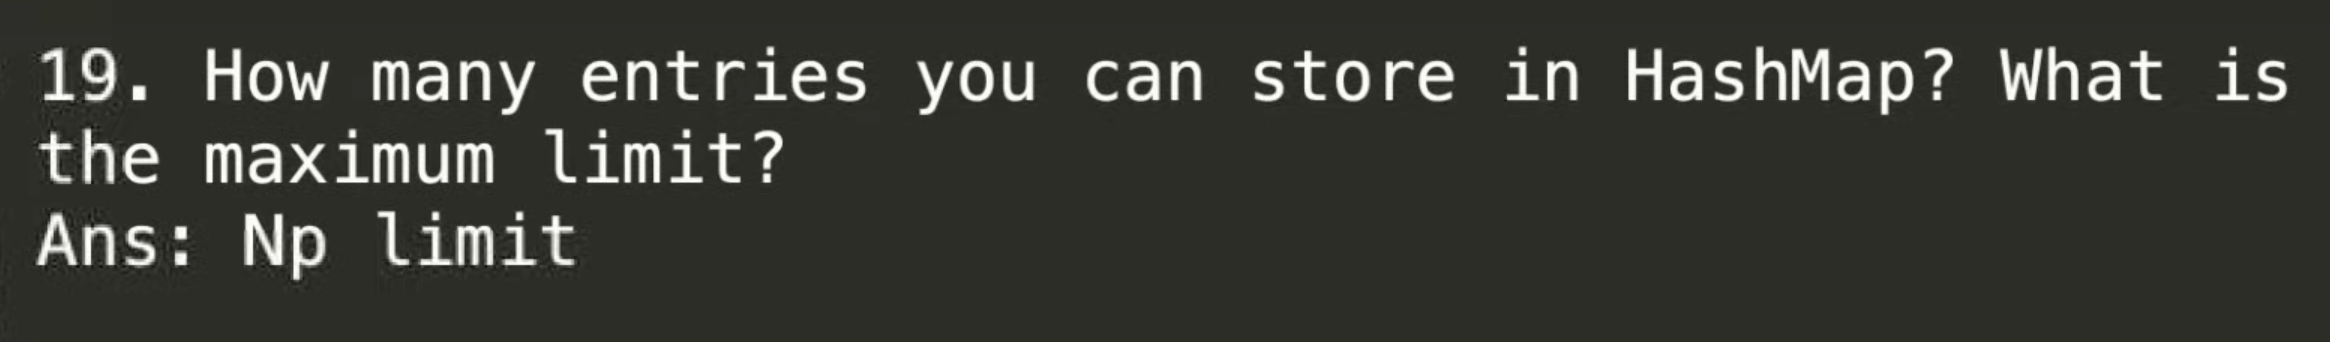 19. How many entries you can store in HashMap? What is
the maximum limit?
Ans: Np limit